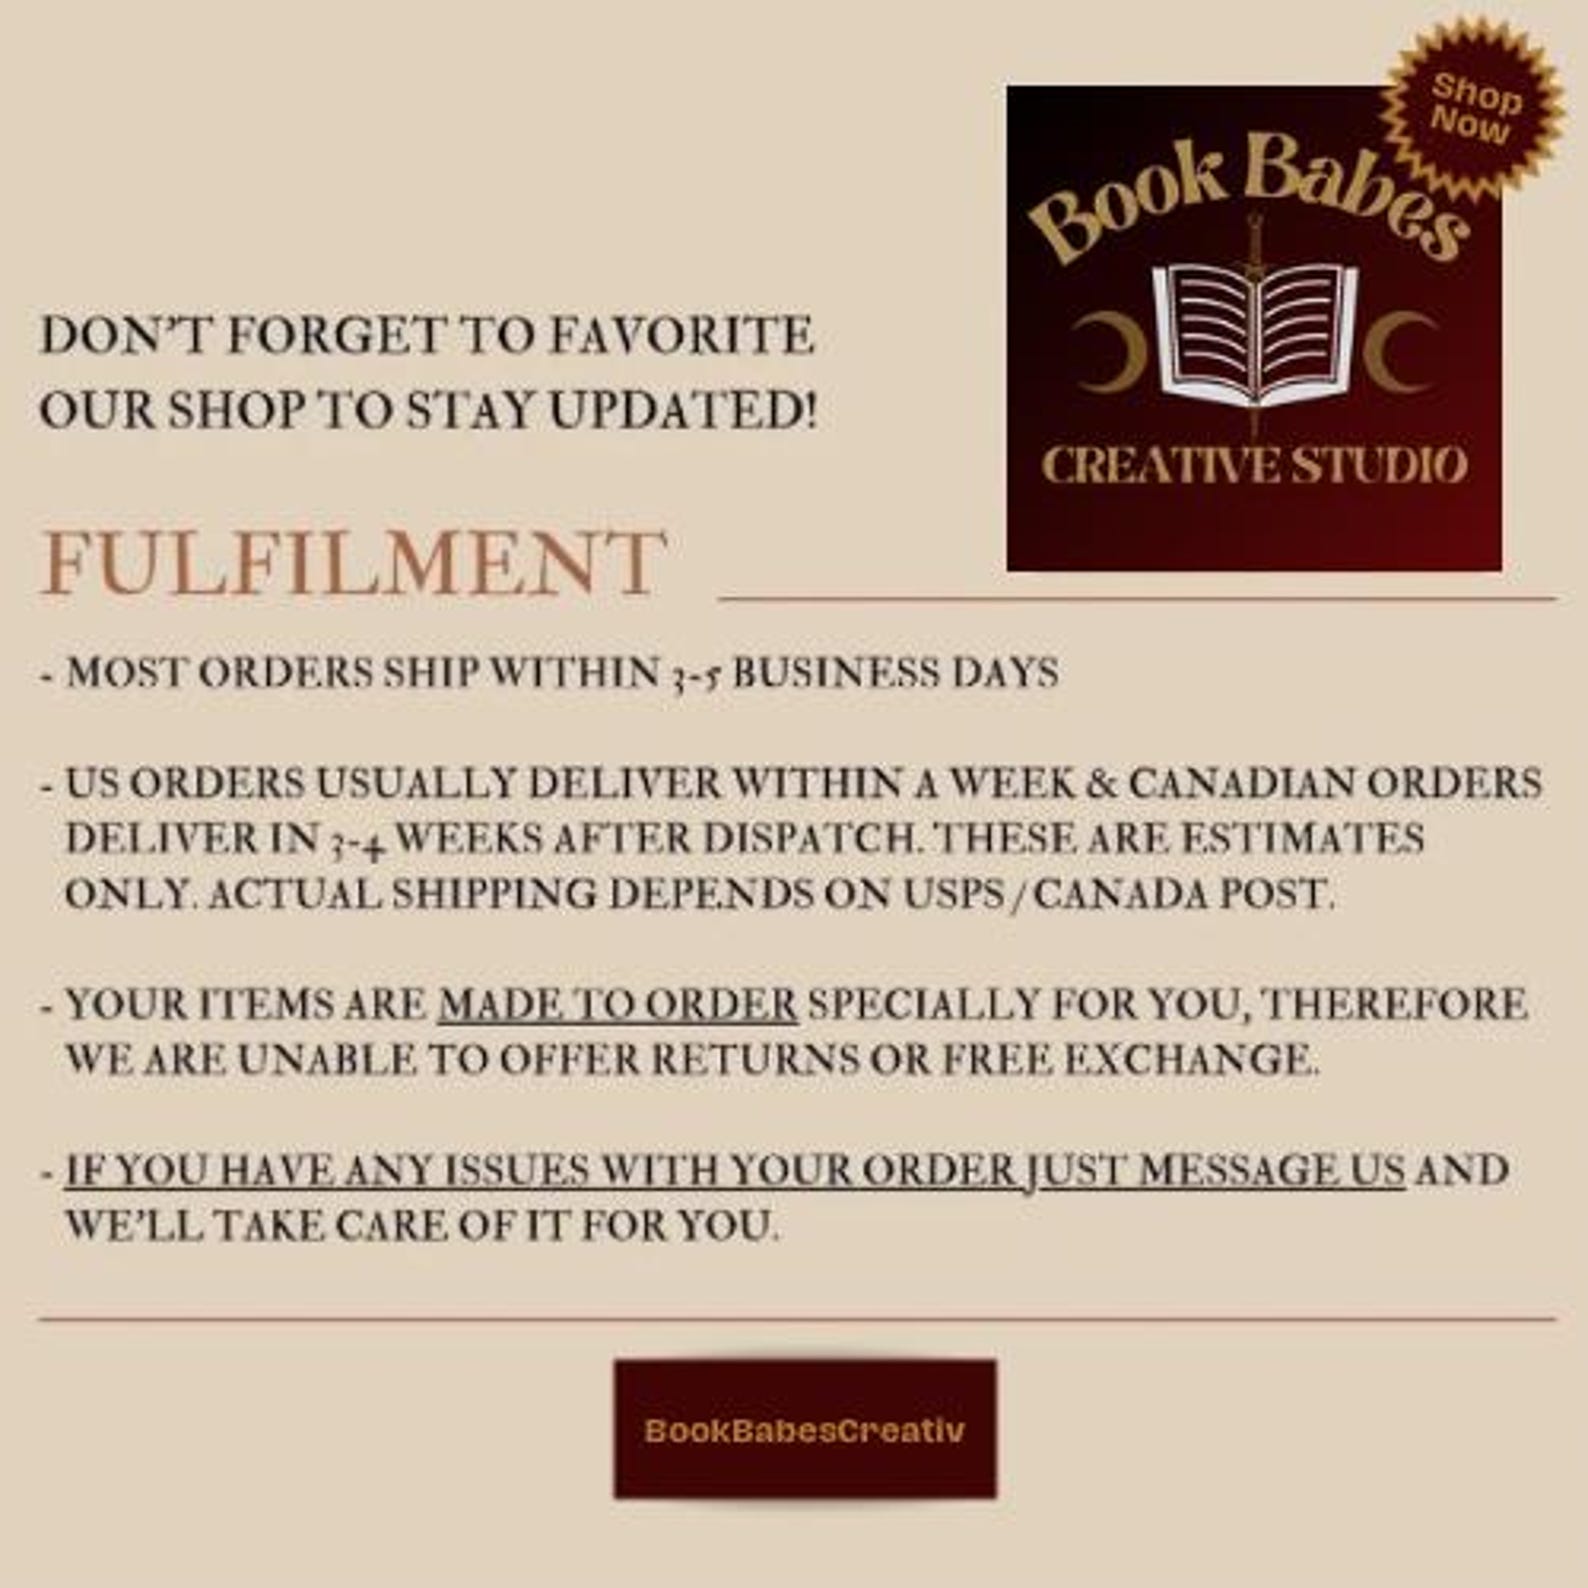 Shop
Now
Book Babes
CREATIVE STUDIO
DON'T FORGET TO FAVORITE
OUR SHOP TO STAY UPDATED!
FULFILMENT
- MOST ORDERS SHIP WITHIN 3-5 BUSINESS DAYS
- US ORDERS USUALLY DELIVER WITHIN A WEEK & CANADIAN ORDERS
DELIVER IN 3-4 WEEKS AFTER DISPATCH. THESE ARE ESTIMATES
ONLY. ACTUAL SHIPPING DEPENDS ON USPS / CANADA POST.
- YOUR ITEMS ARE MADE TO ORDER SPECIALLY FOR YOU, THEREFORE
WE ARE UNABLE TO OFFER RETURNS OR FREE EXCHANGE.
- IF YOU HAVE ANY ISSUES WITH YOUR ORDER JUST MESSAGE US AND
WE'LL TAKE CARE OF IT FOR YOU.
BookBabesCreativ